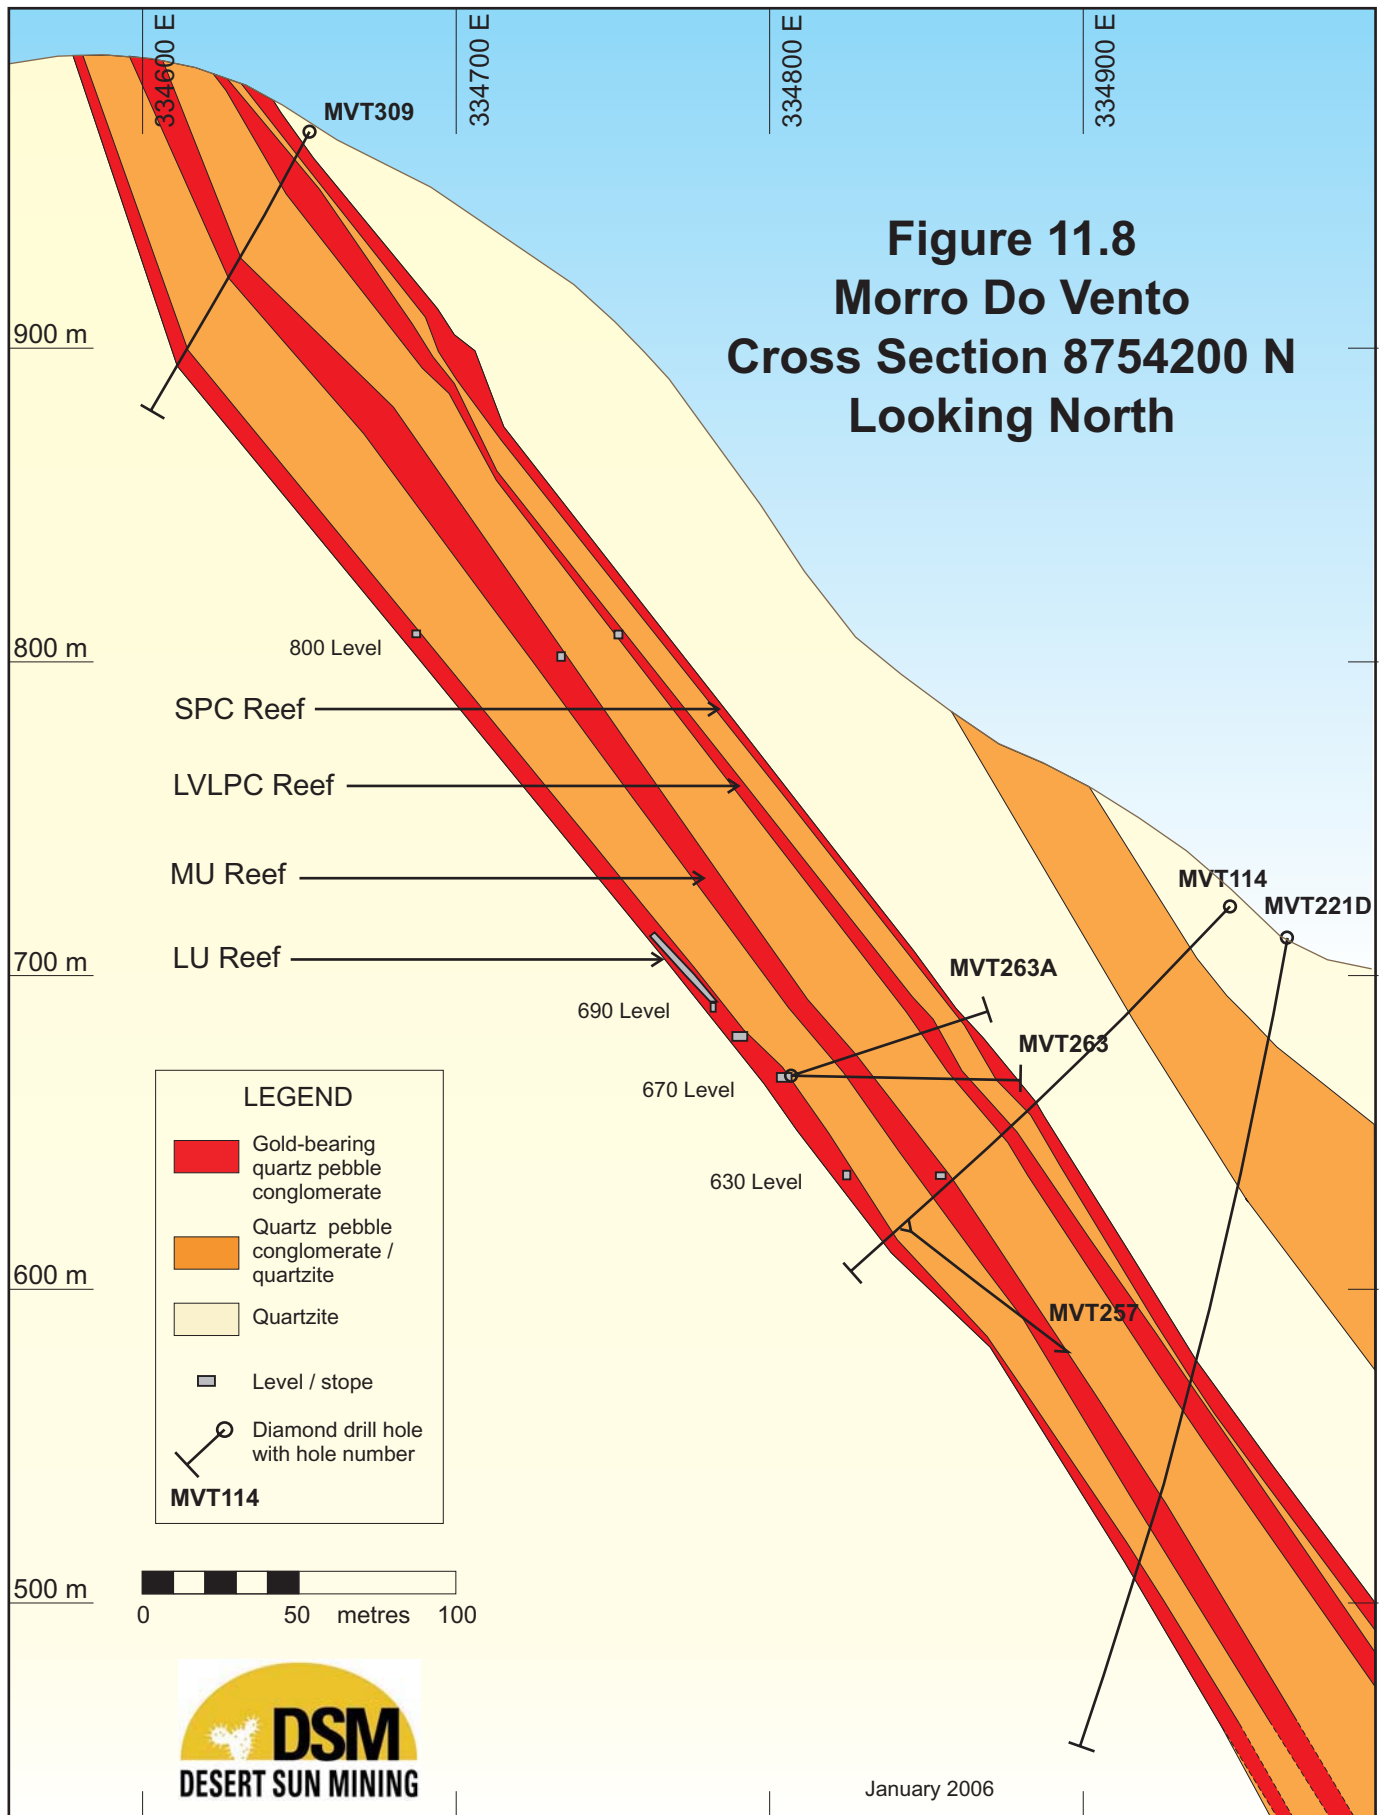 334600 E
334700 E
334800 E
334900 E
MVT309
Figure 11.8
Morro Do Vento
Cross Section 8754200 N
Looking North
900 m
800 m
800 Level
SPC Reef
LVLPC Reef
MU Reef
MVT114
MVT221D
LU Reef
700 m
MVT263A
690 Level
MVT263
670 Level
630 Level
600 m
MVT257
LEGEND
Gold-bearing
quartz pebble
conglomerate
Quartz pebble
conglomerate /
quartzite
Quartzite
Level / stope
Diamond drill hole
with hole number
MVT114
500 m
0 50 metres 100
DSM
DESERT SUN MINING
January 2006